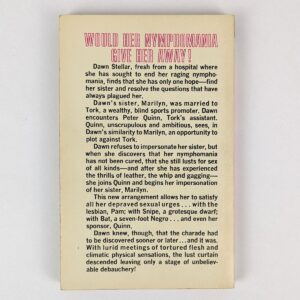 WOULD HER NYMPHOMANIA
GIVE HER AWAY!
Dawn Stellar, fresh from a hospital where
she has sought to end her raging nympho-
mania, finds that she has only one hope—find
her sister and resolve the questions that have
always plagued her.
Dawn's sister, Marilyn, was married to
Tork, a wealthy, blind sports promoter. Dawn
encounters Peter Quinn, Tork's assistant.
Quinn, unscrupulous and ambitious, sees, in
Dawn's similarity to Marilyn, an opportunity to
plot against Tork.
Dawn refuses to impersonate her sister, but
when she discovers that her nymphomania
has not been cured, that she still lusts for sex
of all kinds—and after she has experienced
the thrills of leather, the whip and gagging—
she joins Quinn and begins her impersonation
of her sister, Marilyn.
This new arrangement allows her to satisfy
all her depraved sexual urges . . . with the
lesbian, Pam; with Snipe, a grotesque dwarf;
with Bat, a seven-foot Negro . . . and even her
sponsor, Quinn.
Dawn knew, though, that the charade had
to be discovered sooner or later . . . and it was.
With lurid meetings of tortured flesh and
climatic physical sensations, the lust curtain
descended leaving only a stage of unbeliev-
able debauchery!